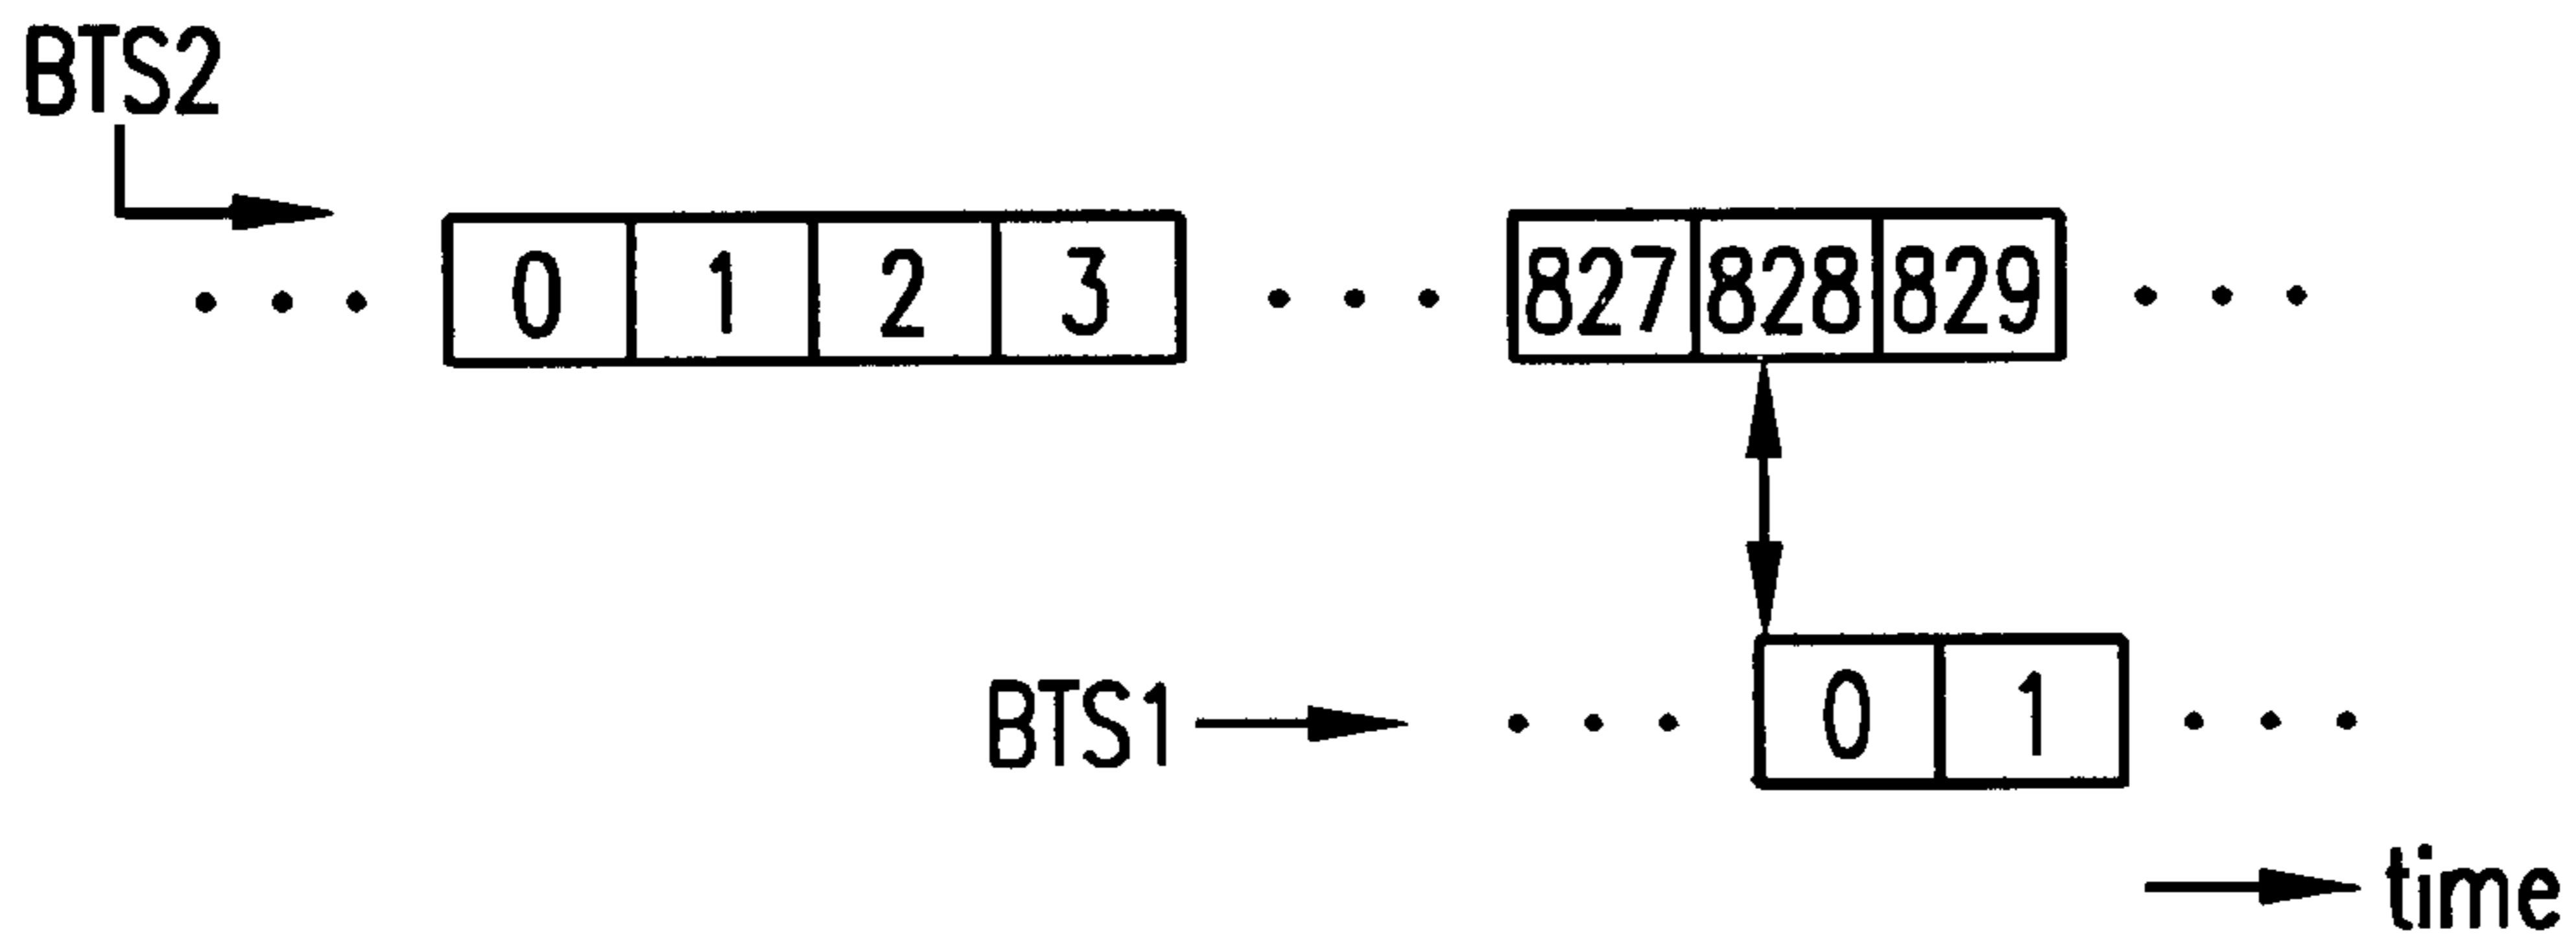 BTS2
. . . 0 1 2 3 . . . 827 828 829 . . .
BTS1 . . . 0 1 . . .
time